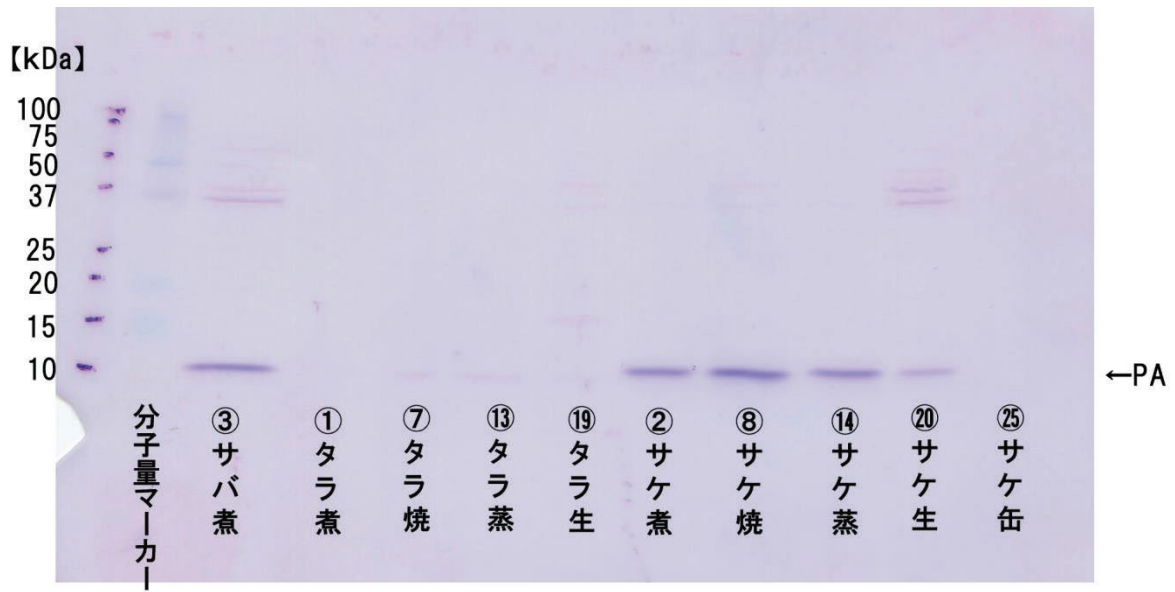 【kDa】
100
75
50
37
25
20
15
10
←PA
分子量マーカー
③サバ煮
①タラ煮
⑦タラ焼
⑬タラ蒸
⑲タラ生
②サケ煮
⑧サケ焼
⑭サケ蒸
⑳サケ生
㉕サケ缶